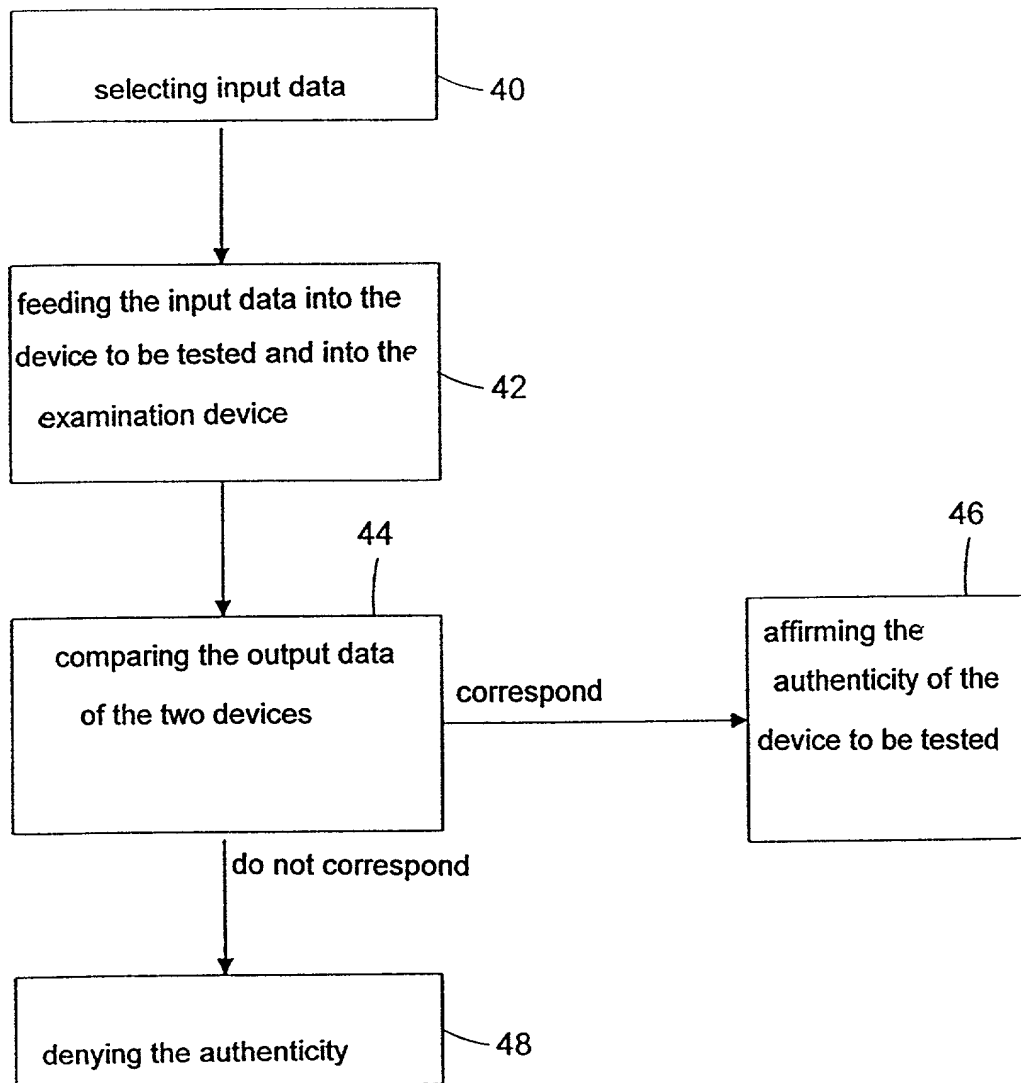 selecting input data
40
feeding the input data into the
device to be tested and into the
examination device
42
44
comparing the output data
of the two devices
correspond
46
affirming the
authenticity of the
device to be tested
do not correspond
denying the authenticity
48